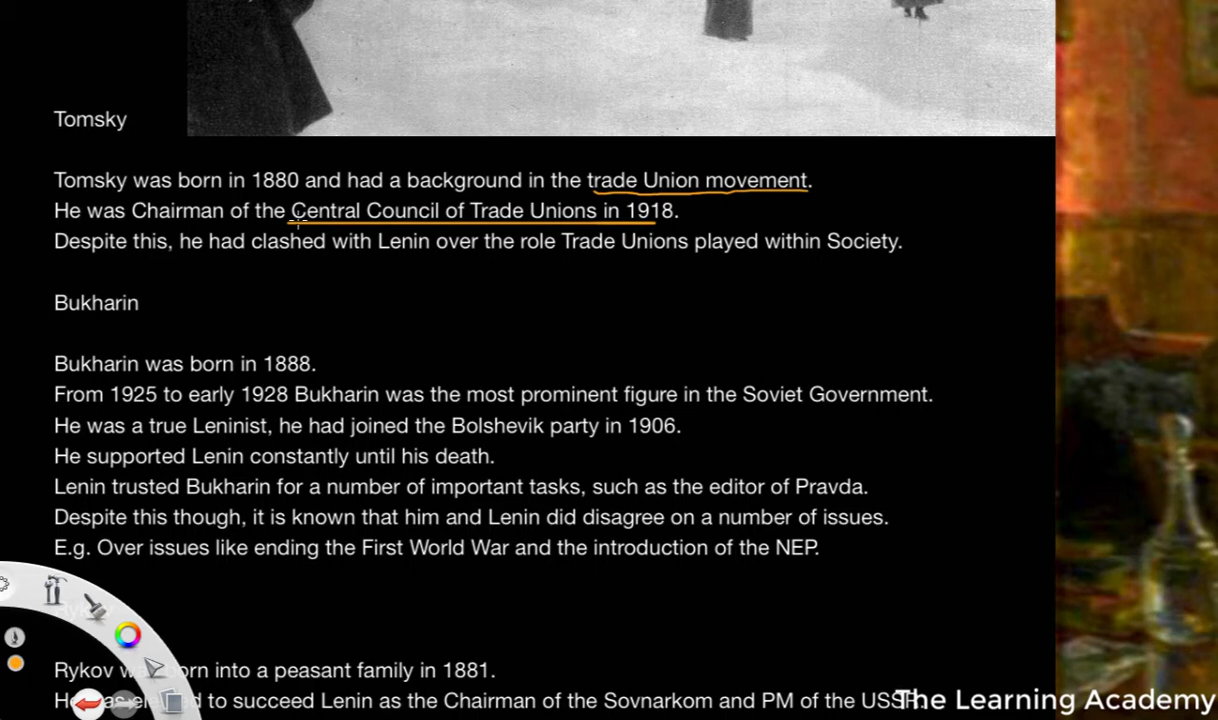 Tomsky
Tomsky was born in 1880 and had a background in the trade Union movement.
He was Chairman of the Central Council of Trade Unions in 1918.
Despite this, he had clashed with Lenin over the role Trade Unions played within Society.
Bukharin
Bukharin was born in 1888.
From 1925 to early 1928 Bukharin was the most prominent figure in the Soviet Government.
He was a true Leninist, he had joined the Bolshevik party in 1906.
He supported Lenin constantly until his death.
Lenin trusted Bukharin for a number of important tasks, such as the editor of Pravda.
Despite this though, it is known that him and Lenin did disagree on a number of issues.
E.g. Over issues like ending the First World War and the introduction of the NEP.
Rykov born into a peasant family in 1881.
to succeed Lenin as the Chairman of the Sovnarkom and PM of the USSR.
The Learning Academy